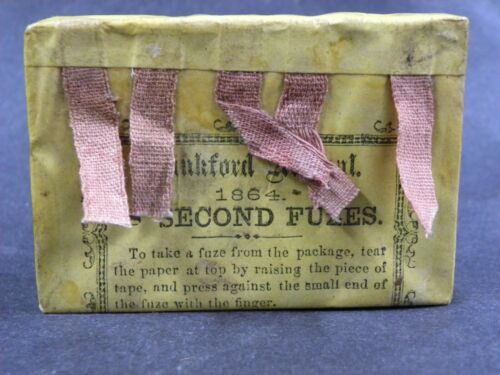 1864.
SECOND FUZES.
To take a fuze from the package, tear
the paper at top by raising the piece of
tape, and press against the small end of
the fuze with the finger.